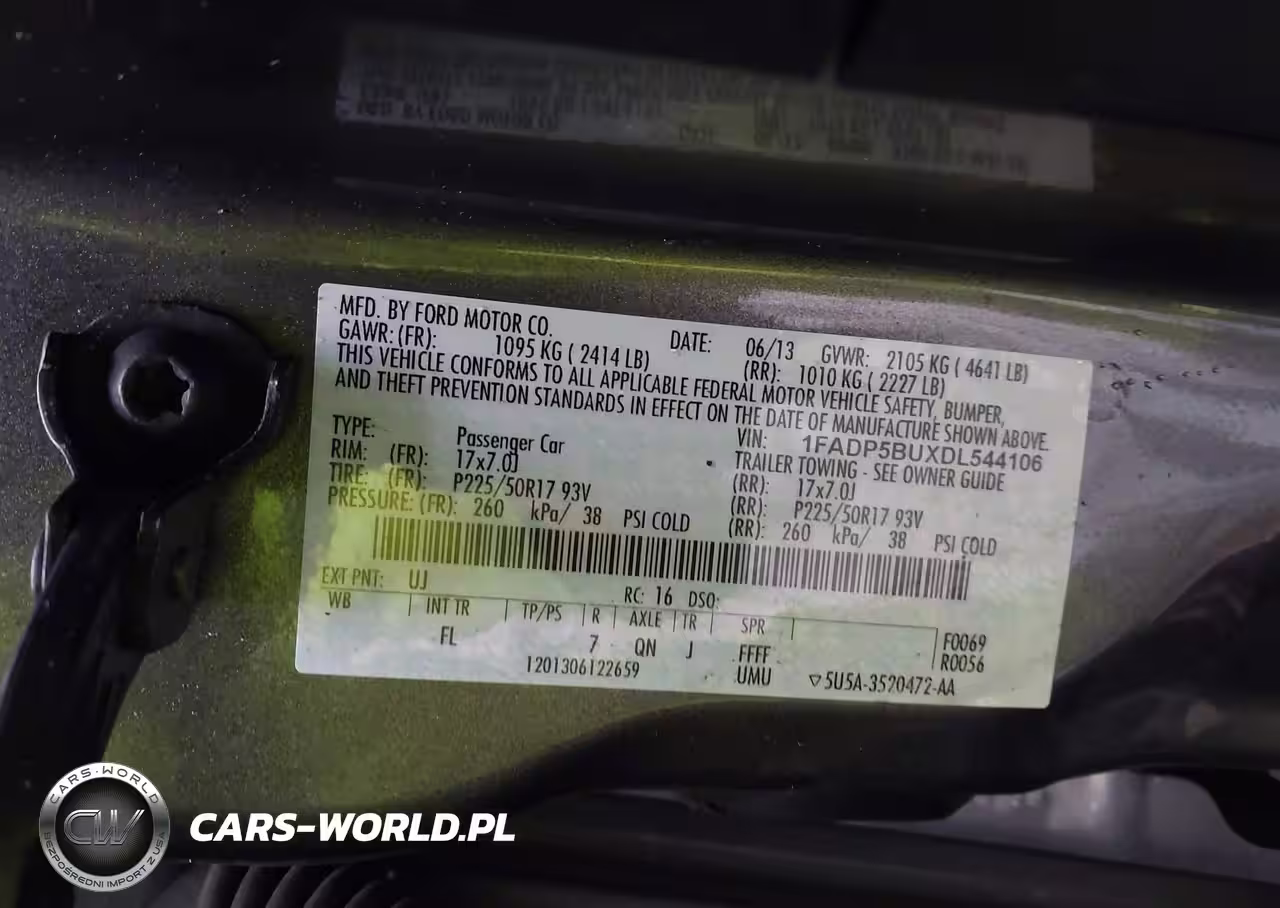 MFD. BY FORD MOTOR CO. DATE: 06/13 GVWR: 2105 KG ( 4641 LB)
GAWR: (FR): 1095 KG ( 2414 LB) (RR): 1010 KG ( 2227 LB)
THIS VEHICLE CONFORMS TO ALL APPLICABLE FEDERAL MOTOR VEHICLE SAFETY, BUMPER,
AND THEFT PREVENTION STANDARDS IN EFFECT ON THE DATE OF MANUFACTURE SHOWN ABOVE.
VIN: 1FADP5BUXDL544106
TYPE: Passenger Car TRAILER TOWING - SEE OWNER GUIDE
RIM: (FR): 17x7.0J (RR): 17x7.0J
TIRE: (FR): P225/50R17 93V (RR): P225/50R17 93V
PRESSURE: (FR): 260 kPa/ 38 PSI COLD (RR): 260 kPa/ 38 PSI COLD
EXT PNT: UJ RC: 16 DSO:
WB INT TR TP/PS R AXLE TR SPR
FL 7 QN J FFFF F0069
1201306122659 UMU R0056
5U5A-3520472-AA
CARS-WORLD
CW
BEZPOŚREDNI IMPORT Z USA
CARS-WORLD.PL